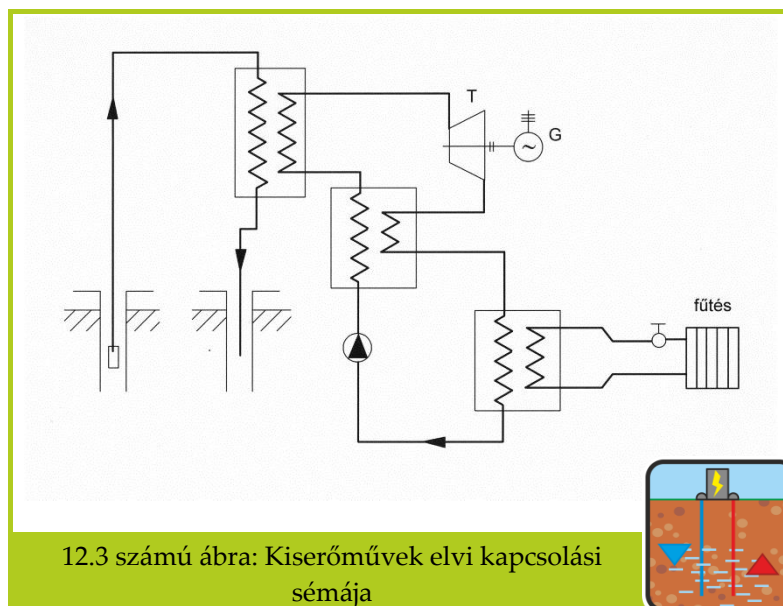 T
G
fűtés
12.3 számú ábra: Kiserőművek elvi kapcsolási
sémája